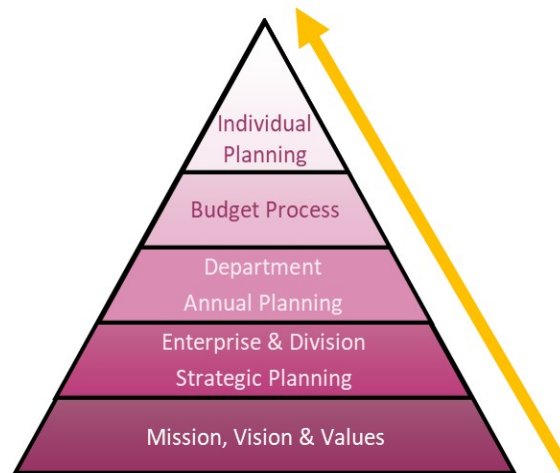 Individual
Planning
Budget Process
Department
Annual Planning
Enterprise & Division
Strategic Planning
Mission, Vision & Values